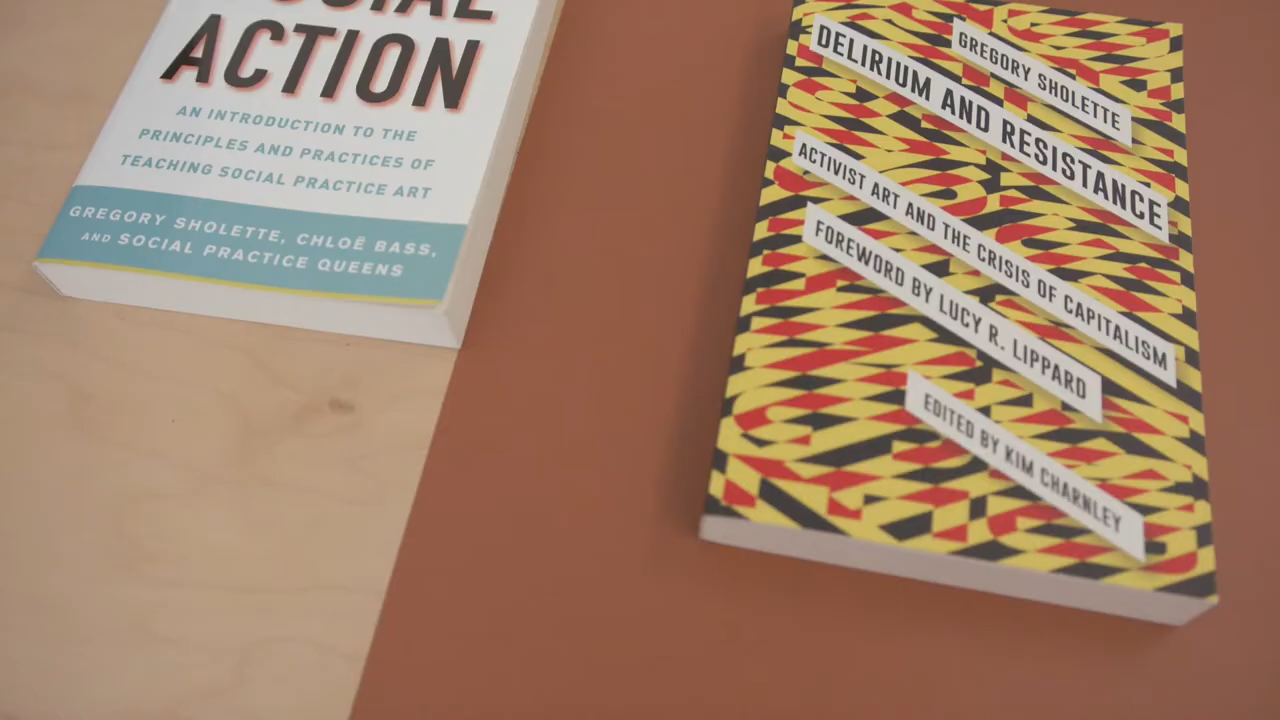 SOCIAL
ACTION
AN INTRODUCTION TO THE
PRINCIPLES AND PRACTICES OF
TEACHING SOCIAL PRACTICE ART
GREGORY SHOLETTE, CHLOË BASS,
AND SOCIAL PRACTICE QUEENS
GREGORY SHOLETTE
DELIRIUM AND RESISTANCE
ACTIVIST ART AND THE CRISIS OF CAPITALISM
FOREWORD BY LUCY R. LIPPARD
EDITED BY KIM CHARNLEY